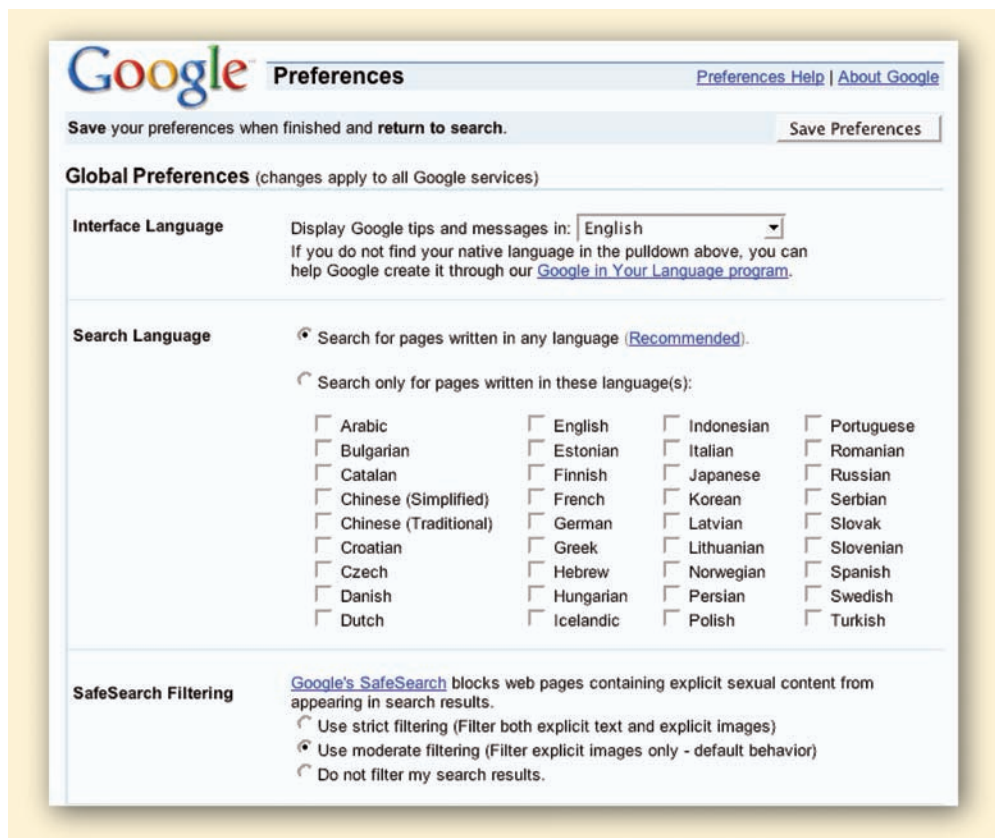 Google Preferences Preferences Help | About Google
Save your preferences when finished and return to search. Save Preferences
Global Preferences (changes apply to all Google services)
Interface Language Display Google tips and messages in: English
If you do not find your native language in the pulldown above, you can
help Google create it through our Google in Your Language program.
Search Language Search for pages written in any language (Recommended).
Search only for pages written in these language(s):
Arabic English Indonesian Portuguese
Bulgarian Estonian Italian Romanian
Catalan Finnish Japanese Russian
Chinese (Simplified) French Korean Serbian
Chinese (Traditional) German Latvian Slovak
Croatian Greek Lithuanian Slovenian
Czech Hebrew Norwegian Spanish
Danish Hungarian Persian Swedish
Dutch Icelandic Polish Turkish
SafeSearch Filtering Google's SafeSearch blocks web pages containing explicit sexual content from
appearing in search results.
Use strict filtering (Filter both explicit text and explicit images)
Use moderate filtering (Filter explicit images only - default behavior)
Do not filter my search results.